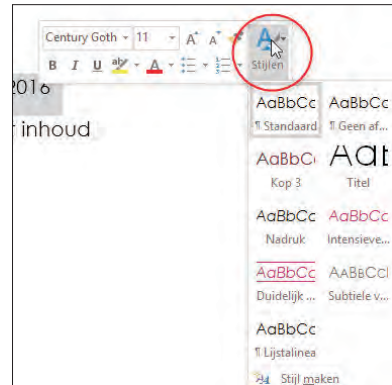 Century Goth 11 A A
B I U aby A Stijlen
2016
r inhoud
AaBbCc AaBbCc
¶ Standaard ¶ Geen af...
AaBbC
Kop 3 Titel
AaBbCc AaBbCc
Nadruk Intensieve...
AaBbCc AaBbCcI
Duidelijk ... Subtiele v...
AaBbCc
¶ Lijstalinea
Stijl maken